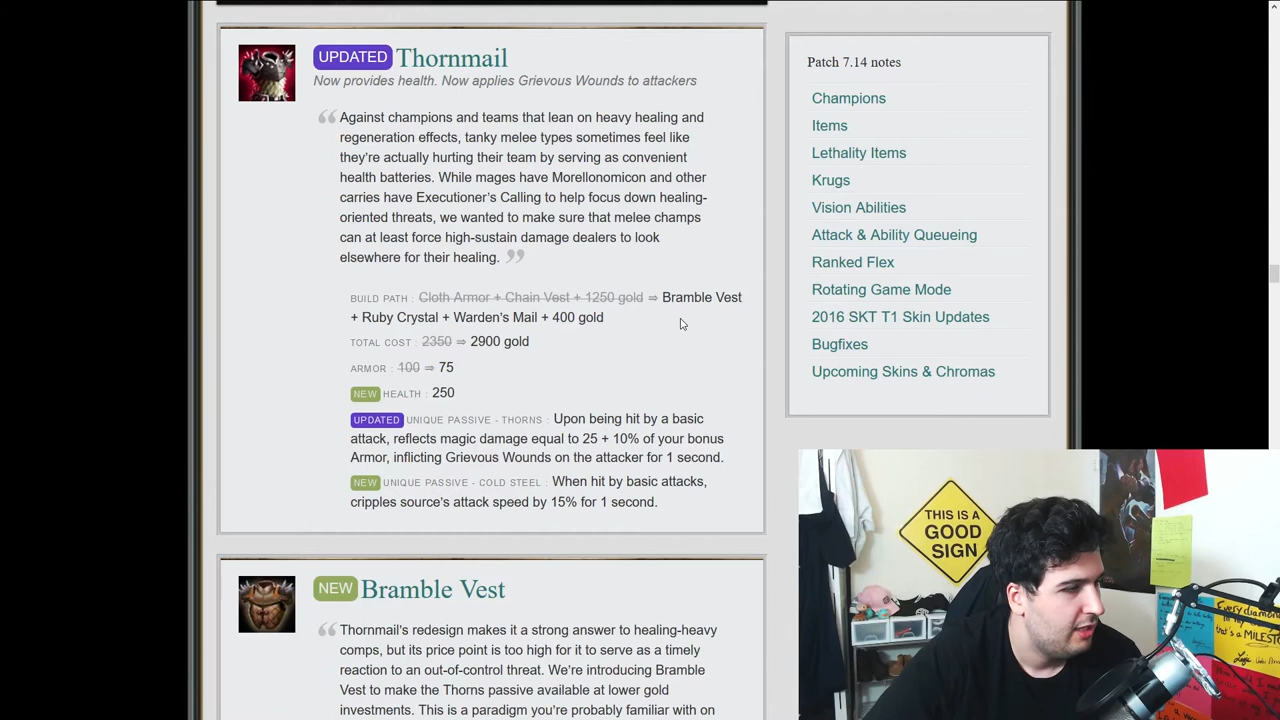 UPDATED Thornmail
Now provides health. Now applies Grievous Wounds to attackers
“ Against champions and teams that lean on heavy healing and
regeneration effects, tanky melee types sometimes feel like
they’re actually hurting their team by serving as convenient
health batteries. While mages have Morellonomicon and other
carries have Executioner’s Calling to help focus down healing-
oriented threats, we wanted to make sure that melee champs
can at least force high-sustain damage dealers to look
elsewhere for their healing. ”
BUILD PATH : Cloth Armor + Chain Vest + 1250 gold ⇒ Bramble Vest
+ Ruby Crystal + Warden’s Mail + 400 gold
TOTAL COST : 2350 ⇒ 2900 gold
ARMOR : 100 ⇒ 75
NEW HEALTH : 250
UPDATED UNIQUE PASSIVE - THORNS : Upon being hit by a basic
attack, reflects magic damage equal to 25 + 10% of your bonus
Armor, inflicting Grievous Wounds on the attacker for 1 second.
NEW UNIQUE PASSIVE - COLD STEEL : When hit by basic attacks,
cripples source’s attack speed by 15% for 1 second.
NEW Bramble Vest
“ Thornmail’s redesign makes it a strong answer to healing-heavy
comps, but its price point is too high for it to serve as a timely
reaction to an out-of-control threat. We’re introducing Bramble
Vest to make the Thorns passive available at lower gold
investments. This is a paradigm you’re probably familiar with on
Patch 7.14 notes
Champions
Items
Lethality Items
Krugs
Vision Abilities
Attack & Ability Queueing
Ranked Flex
Rotating Game Mode
2016 SKT T1 Skin Updates
Bugfixes
Upcoming Skins & Chromas
THIS IS A
GOOD
SIGN
Every diamond
that's a MILESTO
Logic